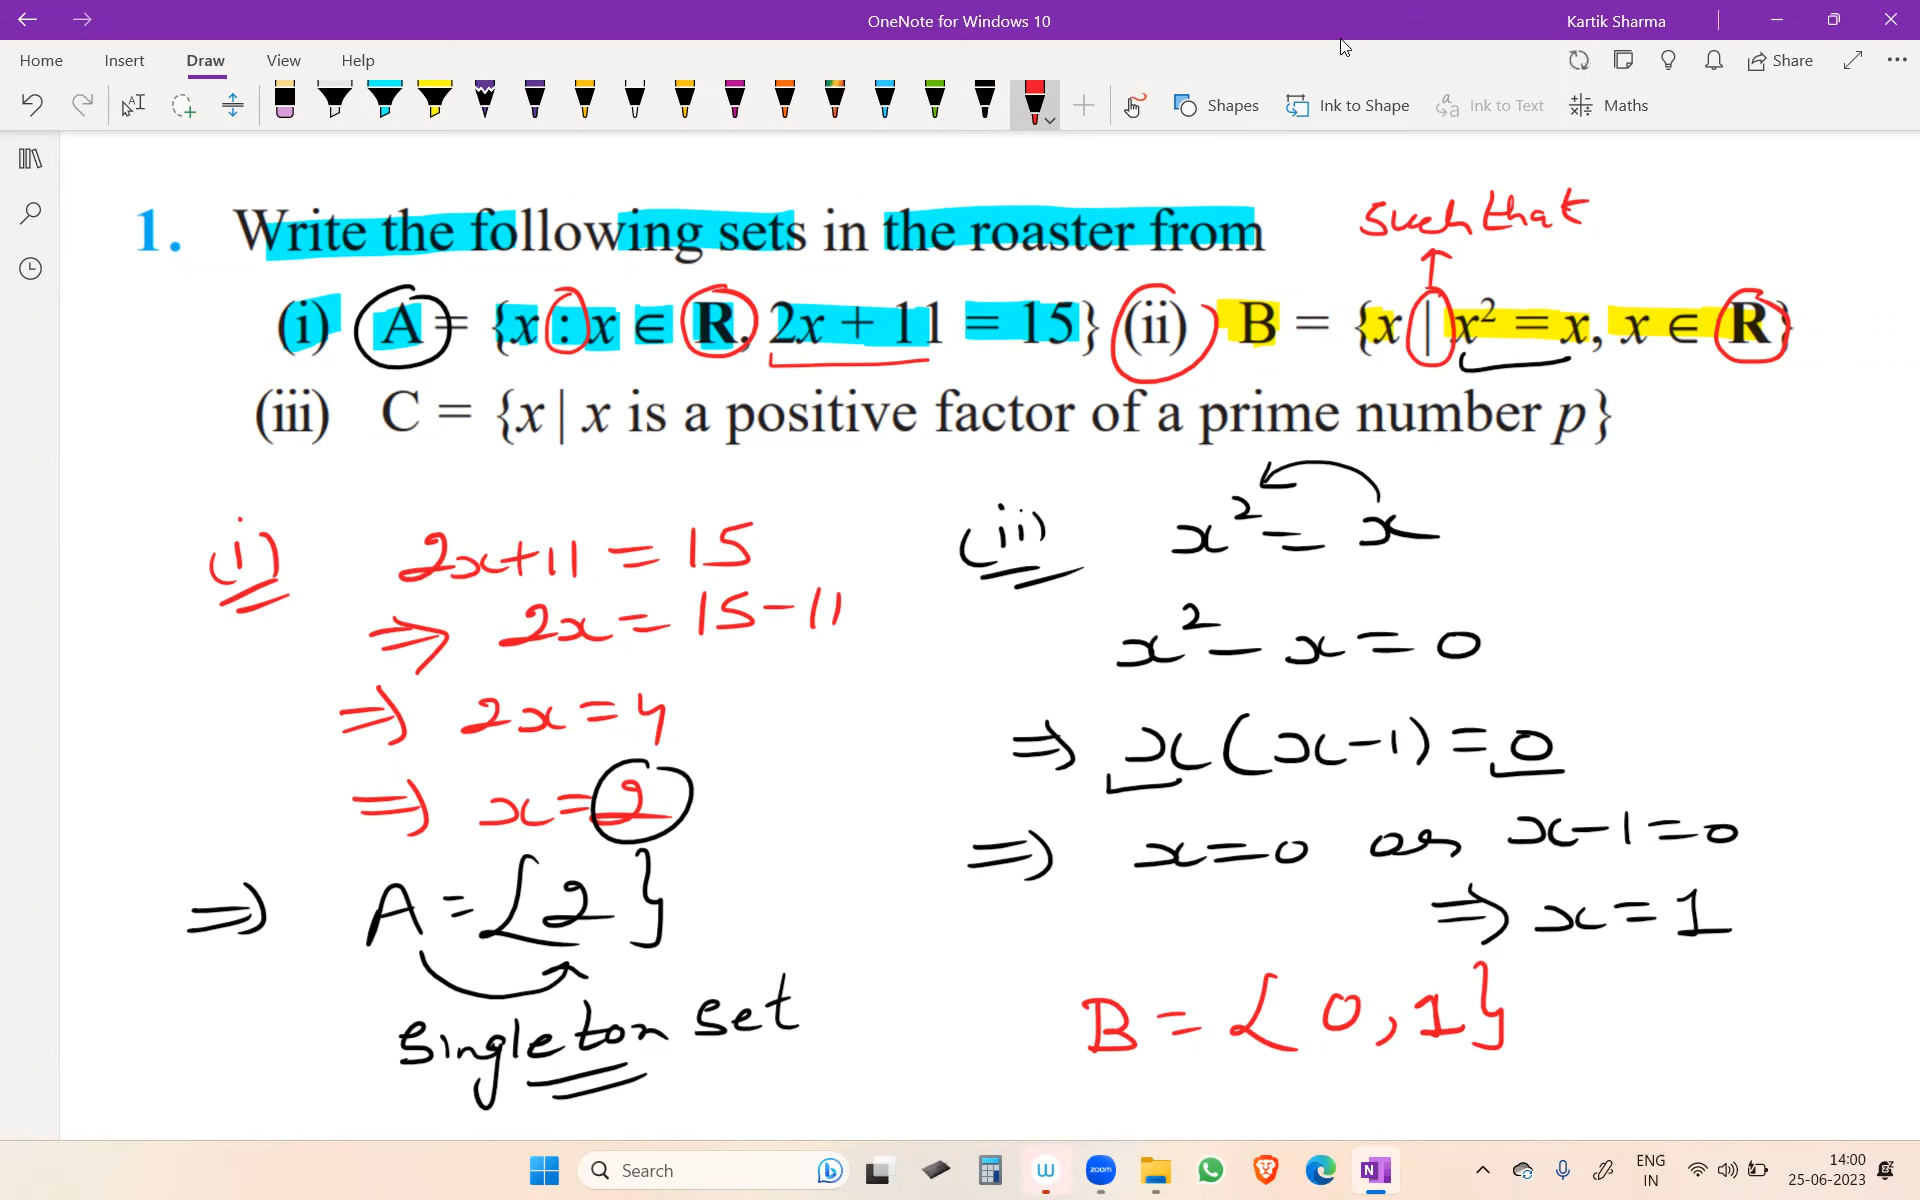 OneNote for Windows 10
Kartik Sharma
Home Insert Draw View Help
Share
Shapes Ink to Shape Ink to Text Maths
such that
1. Write the following sets in the roaster from
(i) A = {x : x ∈ R, 2x + 11 = 15} (ii) B = {x | x² = x, x ∈ R}
(iii) C = {x | x is a positive factor of a prime number p}
(i) 2x+11 = 15
⇒ 2x = 15-11
⇒ 2x = 4
⇒ x = 2
⇒ A = {2}
Singleton set
(ii) x² = x
x² - x = 0
⇒ x(x-1) = 0
⇒ x=0 or x-1=0
⇒ x = 1
B = {0,1}
Search
zoom
ENG
IN
14:00
25-06-2023